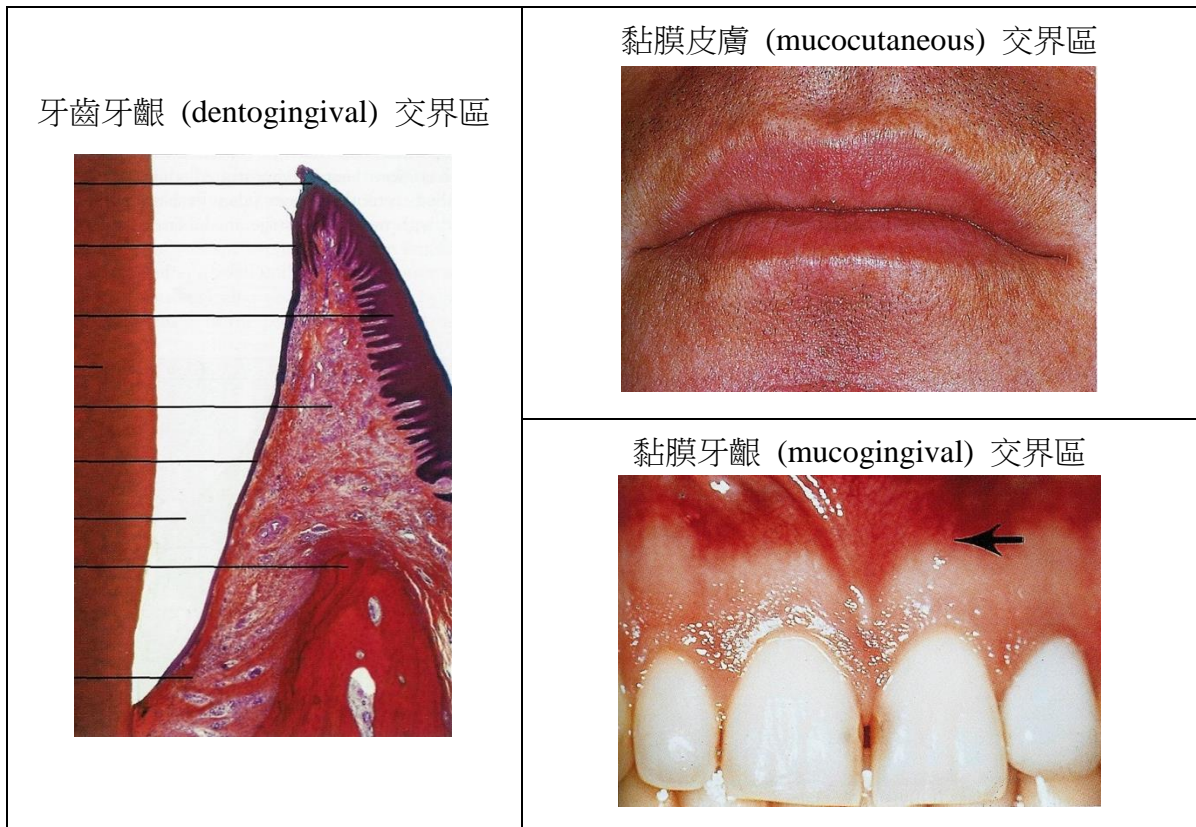 牙齒牙齦 (dentogingival) 交界區
黏膜皮膚 (mucocutaneous) 交界區
黏膜牙齦 (mucogingival) 交界區